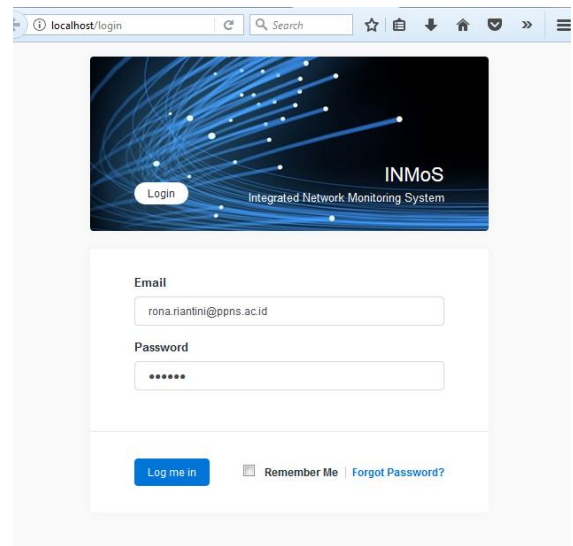 localhost/login
Search
INMoS
Login
Integrated Network Monitoring System
Email
rona.riantini@ppns.ac.id
Password
••••••
Log me in
Remember Me
Forgot Password?